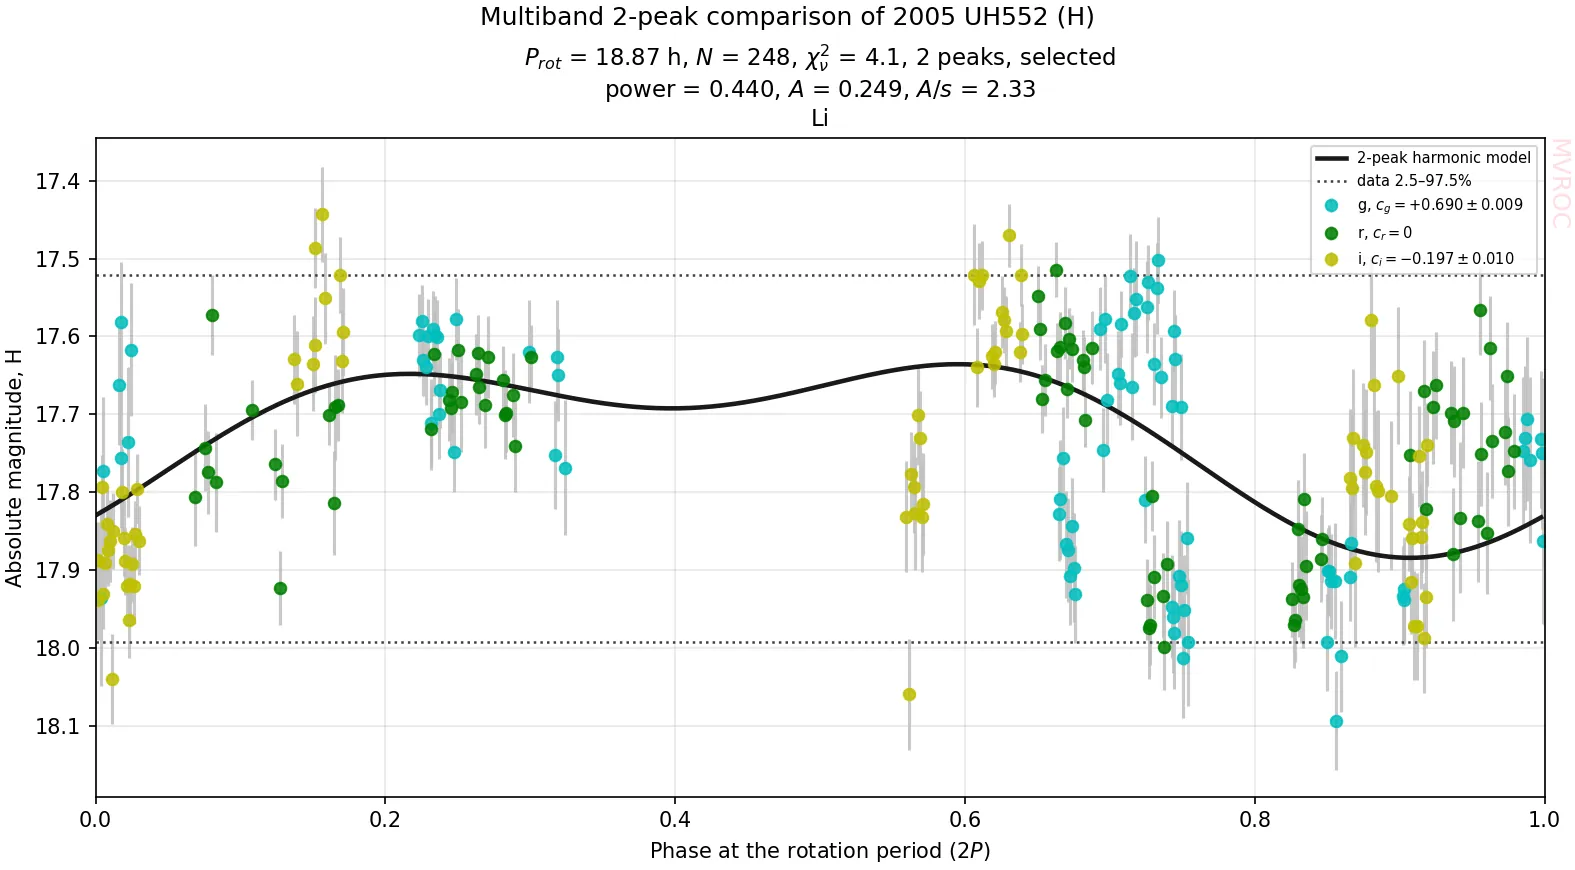 Multiband 2-peak comparison of 2005 UH552 (H)
P_rot = 18.87 h, N = 248, χ²_ν = 4.1, 2 peaks, selected
power = 0.440, A = 0.249, A/s = 2.33
Li
MVROC
2-peak harmonic model
data 2.5–97.5%
g, c_g = +0.690 ± 0.009
r, c_r = 0
i, c_i = −0.197 ± 0.010
Absolute magnitude, H
17.4
17.5
17.6
17.7
17.8
17.9
18.0
18.1
0.0 0.2 0.4 0.6 0.8 1.0
Phase at the rotation period (2P)